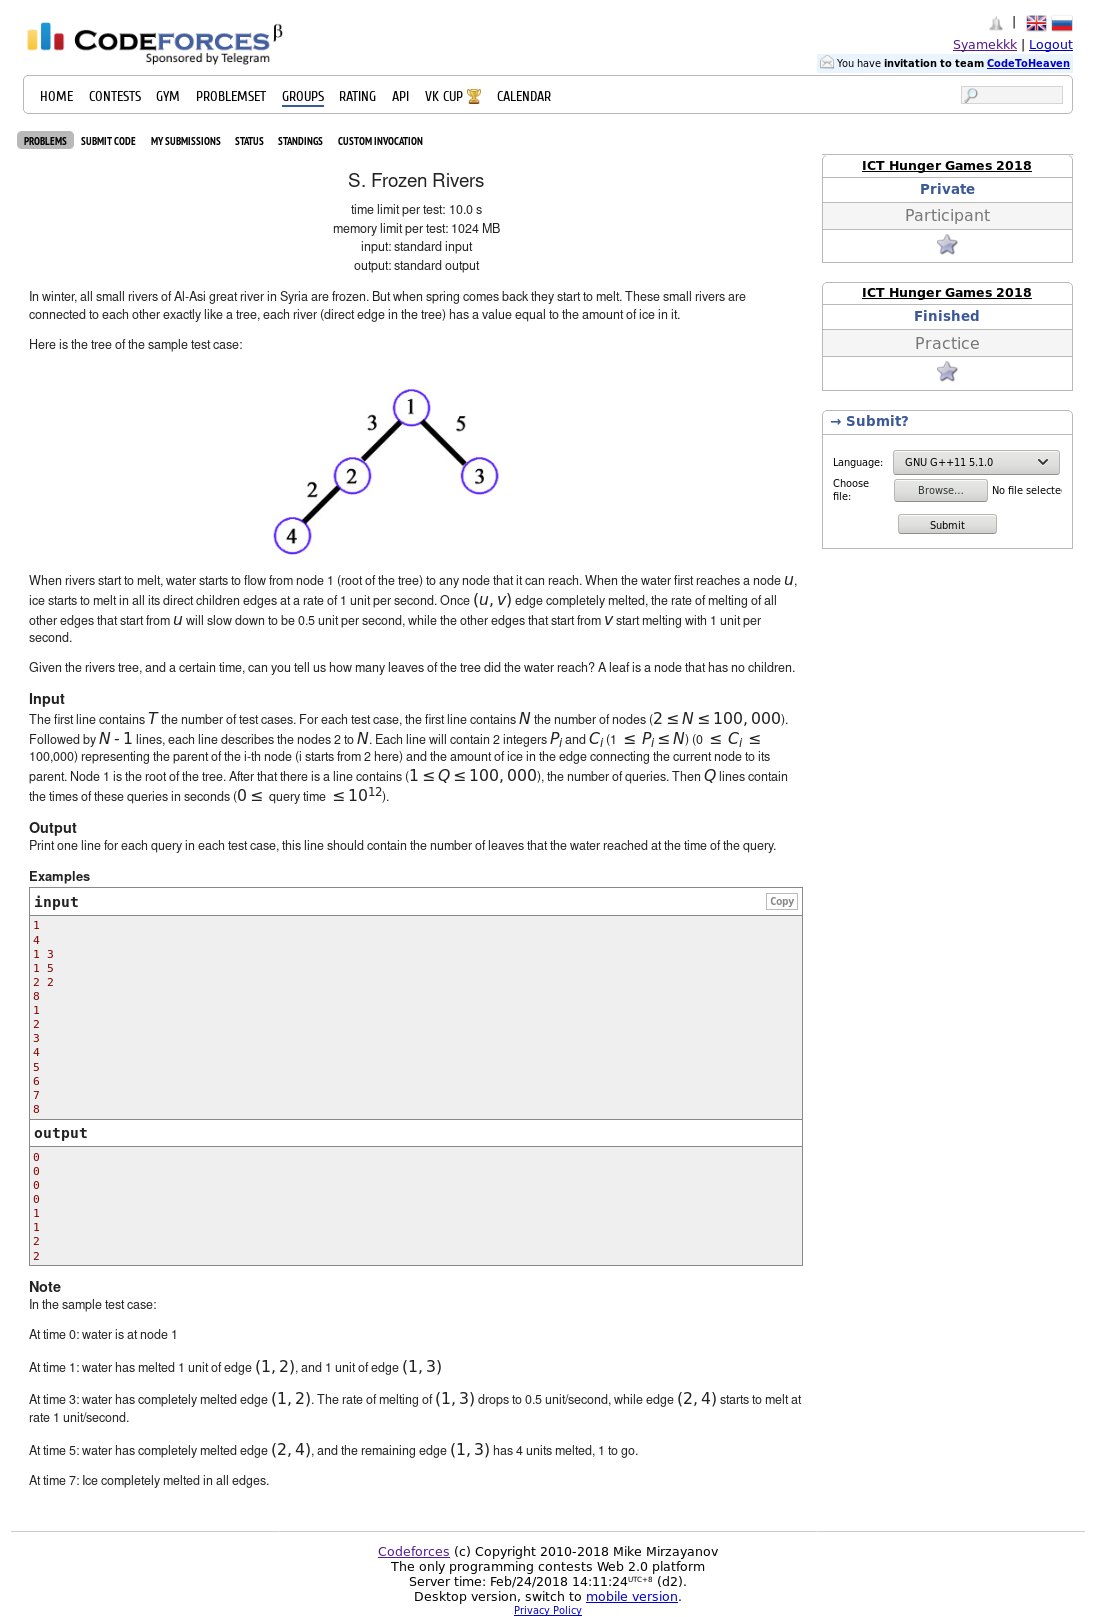 CODEFORCES β
Sponsored by Telegram
|
Syamekkk | Logout
You have invitation to team CodeToHeaven
HOME CONTESTS GYM PROBLEMSET GROUPS RATING API VK CUP CALENDAR
PROBLEMS SUBMIT CODE MY SUBMISSIONS STATUS STANDINGS CUSTOM INVOCATION
S. Frozen Rivers
time limit per test: 10.0 s
memory limit per test: 1024 MB
input: standard input
output: standard output
In winter, all small rivers of Al-Asi great river in Syria are frozen. But when spring comes back they start to melt. These small rivers are
connected to each other exactly like a tree, each river (direct edge in the tree) has a value equal to the amount of ice in it.
Here is the tree of the sample test case:
1
3 5
2 3
2
4
When rivers start to melt, water starts to flow from node 1 (root of the tree) to any node that it can reach. When the water first reaches a node u,
ice starts to melt in all its direct children edges at a rate of 1 unit per second. Once (u, v) edge completely melted, the rate of melting of all
other edges that start from u will slow down to be 0.5 unit per second, while the other edges that start from v start melting with 1 unit per
second.
Given the rivers tree, and a certain time, can you tell us how many leaves of the tree did the water reach? A leaf is a node that has no children.
Input
The first line contains T the number of test cases. For each test case, the first line contains N the number of nodes (2 ≤ N ≤ 100, 000).
Followed by N - 1 lines, each line describes the nodes 2 to N. Each line will contain 2 integers Pi and Ci (1 ≤ Pi ≤ N) (0 ≤ Ci ≤
100,000) representing the parent of the i-th node (i starts from 2 here) and the amount of ice in the edge connecting the current node to its
parent. Node 1 is the root of the tree. After that there is a line contains (1 ≤ Q ≤ 100, 000), the number of queries. Then Q lines contain
the times of these queries in seconds (0 ≤ query time ≤ 10^12).
Output
Print one line for each query in each test case, this line should contain the number of leaves that the water reached at the time of the query.
Examples
input Copy
1
4
1 3
1 5
2 2
8
1
2
3
4
5
6
7
8
output
0
0
0
0
1
1
2
2
Note
In the sample test case:
At time 0: water is at node 1
At time 1: water has melted 1 unit of edge (1, 2), and 1 unit of edge (1, 3)
At time 3: water has completely melted edge (1, 2). The rate of melting of (1, 3) drops to 0.5 unit/second, while edge (2, 4) starts to melt at
rate 1 unit/second.
At time 5: water has completely melted edge (2, 4), and the remaining edge (1, 3) has 4 units melted, 1 to go.
At time 7: Ice completely melted in all edges.
ICT Hunger Games 2018
Private
Participant
ICT Hunger Games 2018
Finished
Practice
→ Submit?
Language: GNU G++11 5.1.0
Choose
file: Browse... No file selected
Submit
Codeforces (c) Copyright 2010-2018 Mike Mirzayanov
The only programming contests Web 2.0 platform
Server time: Feb/24/2018 14:11:24 UTC+8 (d2).
Desktop version, switch to mobile version.
Privacy Policy